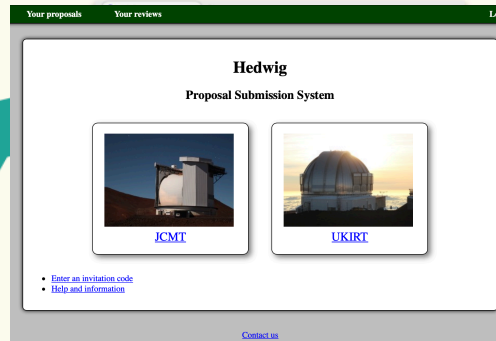 Your proposals Your reviews
Hedwig
Proposal Submission System
JCMT UKIRT
Enter an invitation code
Help and information
Contact us